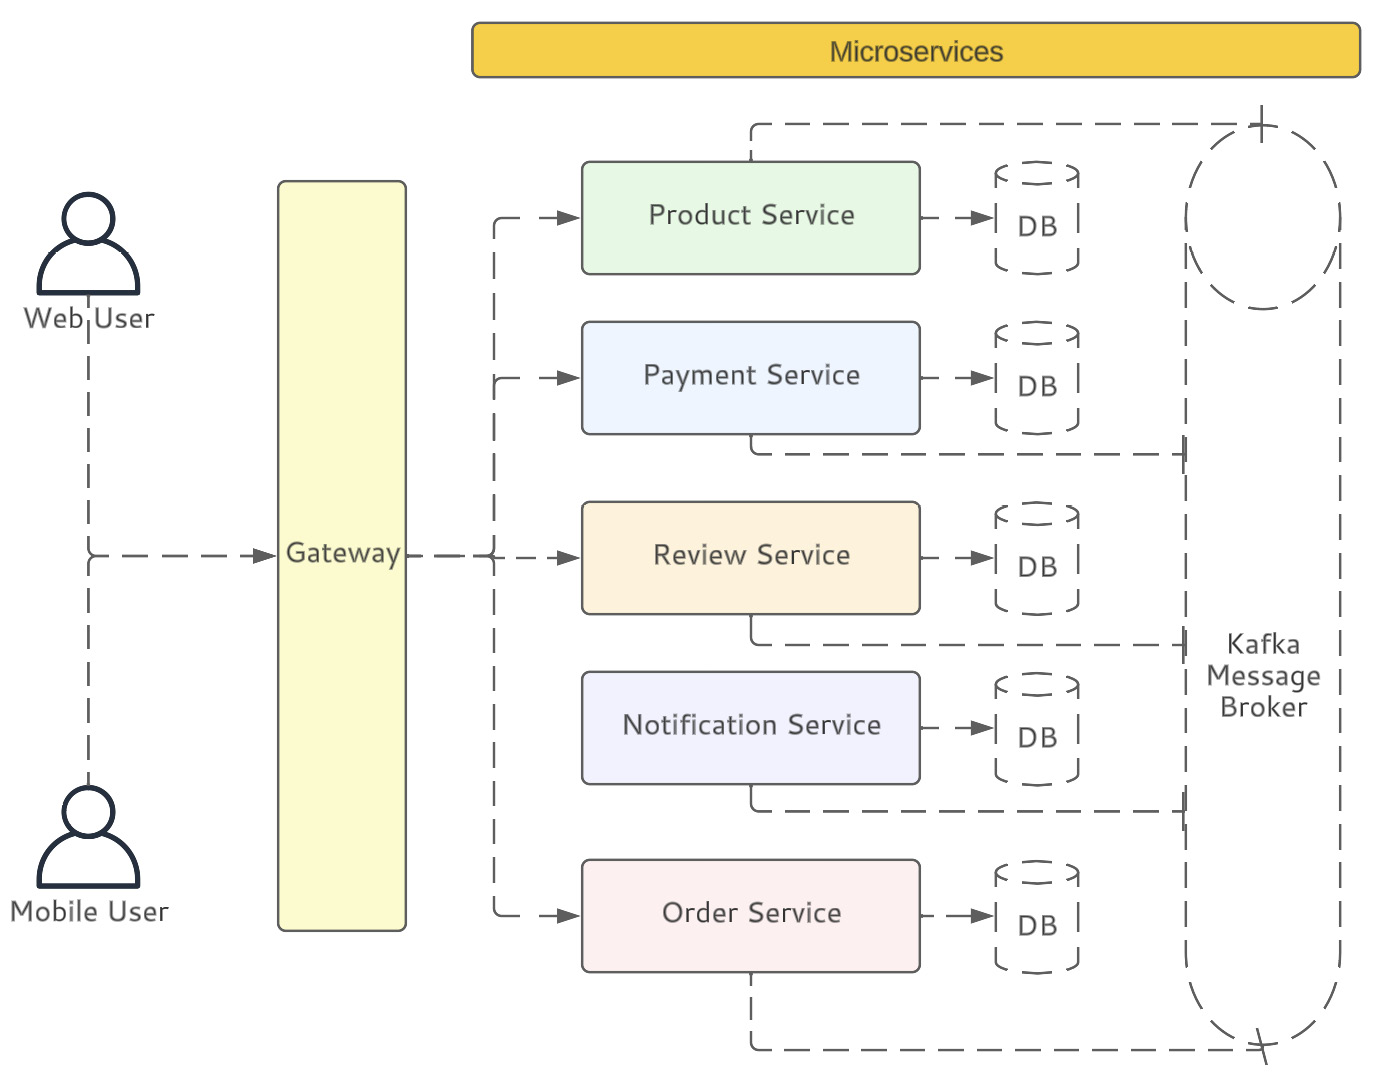 Microservices
Web User
Mobile User
Gateway
Product Service
DB
Payment Service
DB
Review Service
DB
Notification Service
DB
Order Service
DB
Kafka
Message
Broker